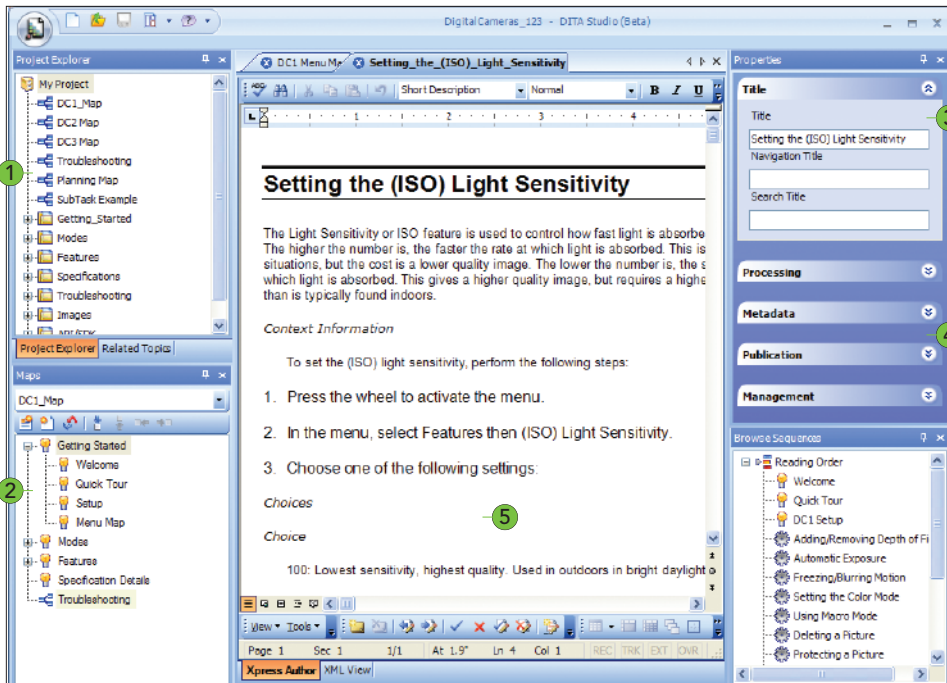 DigitalCameras_123 - DITA Studio (Beta)
Project Explorer
My Project
DC1_Map
DC2 Map
DC3 Map
Troubleshooting
Planning Map
SubTask Example
Getting_Started
Modes
Features
Specifications
Troubleshooting
Images
API/SDK
1
Project Explorer Related Topics
Maps
DC1_Map
Getting Started
Welcome
Quick Tour
Setup
Menu Map
2
Modes
Features
Specification Details
Troubleshooting
DC1 Menu Ma Setting_the_(ISO)_Light_Sensitivity
ABC Short Description Normal B I U
L 1 2 3 4
Setting the (ISO) Light Sensitivity
The Light Sensitivity or ISO feature is used to control how fast light is absorbe
The higher the number is, the faster the rate at which light is absorbed. This is
situations, but the cost is a lower quality image. The lower the number is, the s
which light is absorbed. This gives a higher quality image, but requires a highe
than is typically found indoors.
Context Information
To set the (ISO) light sensitivity, perform the following steps:
1. Press the wheel to activate the menu.
2. In the menu, select Features then (ISO) Light Sensitivity.
3. Choose one of the following settings:
Choices
5
Choice
100: Lowest sensitivity, highest quality. Used in outdoors in bright daylight
View Tools
Page 1 Sec 1 1/1 At 1.9" Ln 4 Col 1 REC TRK EXT OVR
Xpress Author XML View
Properties
Title
3
Title
Setting the (ISO) Light Sensitivity
Navigation Title
Search Title
Processing
Metadata
4
Publication
Management
Browse Sequences
Reading Order
Welcome
Quick Tour
DC1 Setup
Adding/Removing Depth of Fi
Automatic Exposure
Freezing/Blurring Motion
Setting the Color Mode
Using Macro Mode
Deleting a Picture
Protecting a Picture